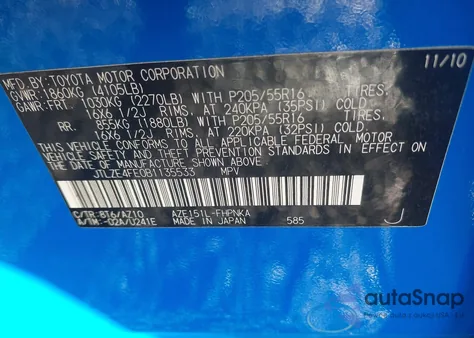 11/10
MFD.BY:TOYOTA MOTOR CORPORATION
GVWR:1860KG(4105LB)
GAWR:FRT. 1030KG(2270LB)WITH P205/55R16 TIRES,
16X6 1/2J RIMS, AT 240KPA(35PSI) COLD
RR. 855KG(1880LB)WITH P205/55R16 TIRES,
16X6 1/2J RIMS, AT 220KPA(32PSI) COLD
THIS VEHICLE CONFORMS TO ALL APPLICABLE FEDERAL MOTOR
VEHICLE SAFETY AND THEFT PREVENTION STANDARDS IN EFFECT ON
THE DATE OF MANUFACTURE SHOWN ABOVE.
JTLZE4FE0B1135533 MPV
C/TR:8T6/AZ10 AZE151L-FHPNKA
A/TM:-02A/U241E MADE IN JAPAN 585
J
autoSnap